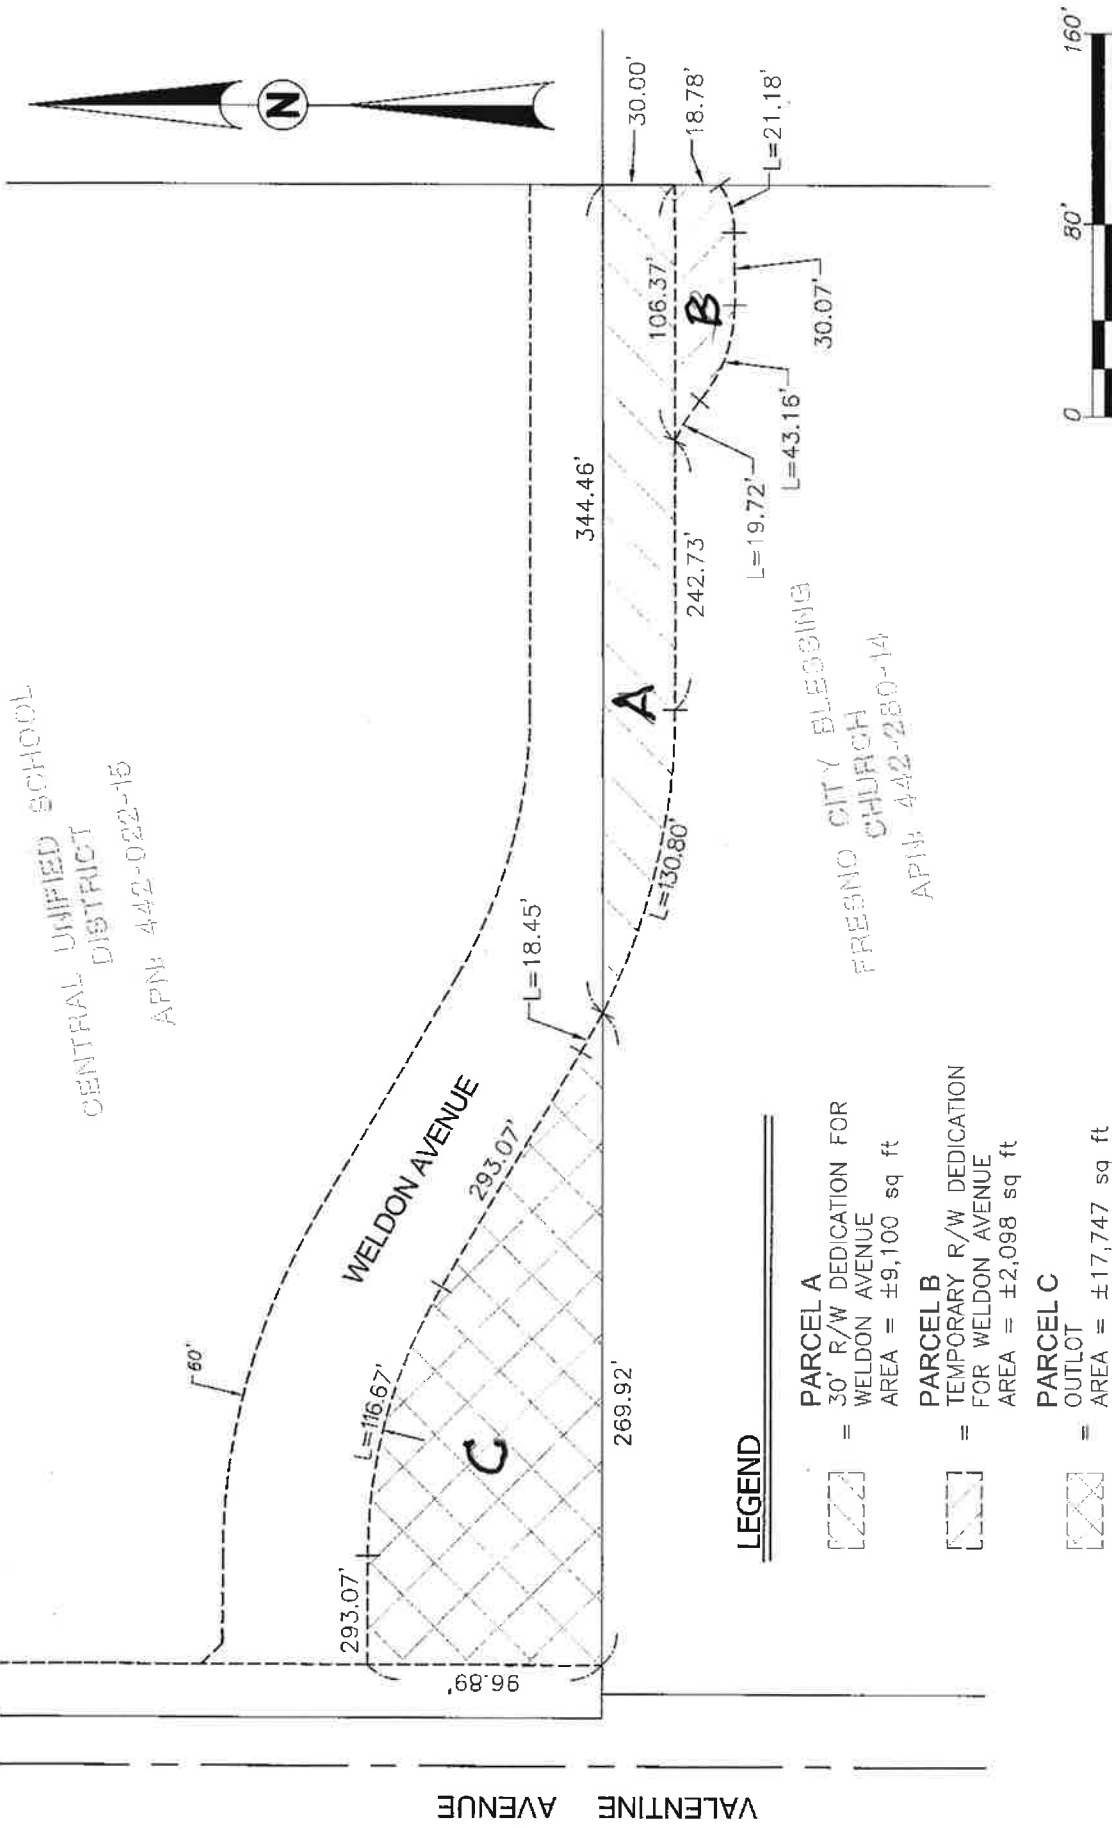 CENTRAL UNIFIED SCHOOL
DISTRICT
APN: 442-022-15
N
60'
WELDON AVENUE
293.07'
L=116.67'
293.07'
L=18.45'
344.46'
30.00'
18.78'
L=21.18'
106.37'
B
30.07'
L=43.16'
L=19.72'
242.73'
A
L=130.80'
C
96.89'
269.92'
FRESNO CITY BLESSING
CHURCH
APN: 442-280-14
VALENTINE AVENUE
LEGEND
PARCEL A
= 30' R/W DEDICATION FOR
WELDON AVENUE
AREA = ±9,100 sq ft
PARCEL B
= TEMPORARY R/W DEDICATION
FOR WELDON AVENUE
AREA = ±2,098 sq ft
PARCEL C
= OUTLOT
AREA = ±17,747 sq ft
0 80' 160'